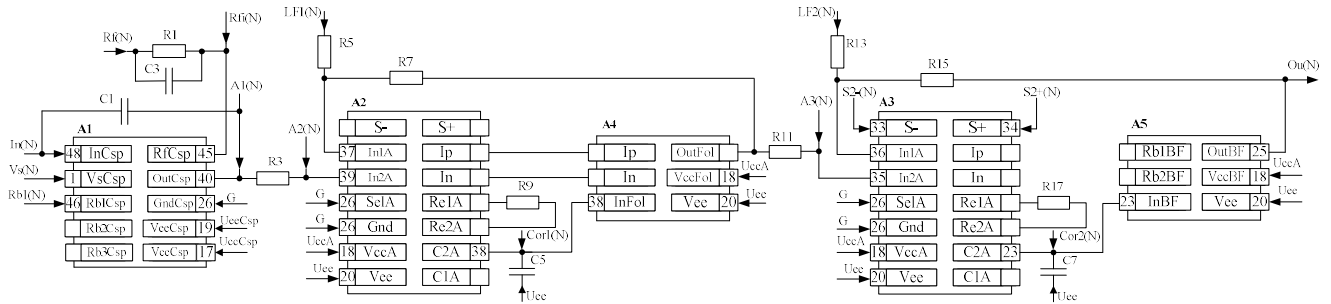 Rf(N)
R1
C3
Rfi(N)
A1(N)
C1
A1
In(N)
48 InCsp RfCsp 45
Vs(N)
1 VsCsp OutCsp 40
Rb1(N)
46 Rb1Csp GndCsp 26 G
Rb2Csp VeeCsp 19 UeeCsp
Rb3Csp VccCsp 17 UccCsp
R3
A2(N)
LF1(N)
R5
R7
A2
S- S+
37 In1A Ip
39 In2A In
G 26 Se1A Re1A
R9
G 26 Gnd Re2A
UccA 18 VccA C2A 38
Uee 20 Vee C1A
Cor1(N)
C5
Uee
A4
Ip OutFol
In VccFol 18 UccA
38 InFol Vee 20 Uee
R11
A3(N)
LF2(N)
R13
R15
Ou(N)
S2-(N)
S2+(N)
A3
33 S- S+ 34
36 In1A Ip
35 In2A In
G 26 Se1A Re1A
R17
G 26 Gnd Re2A
UccA 18 VccA C2A 23
Uee 20 Vee C1A
Cor2(N)
C7
Uee
A5
Rb1BF OutBF 25
Rb2BF VccBF 18 UccA
23 InBF Vee 20 Uee